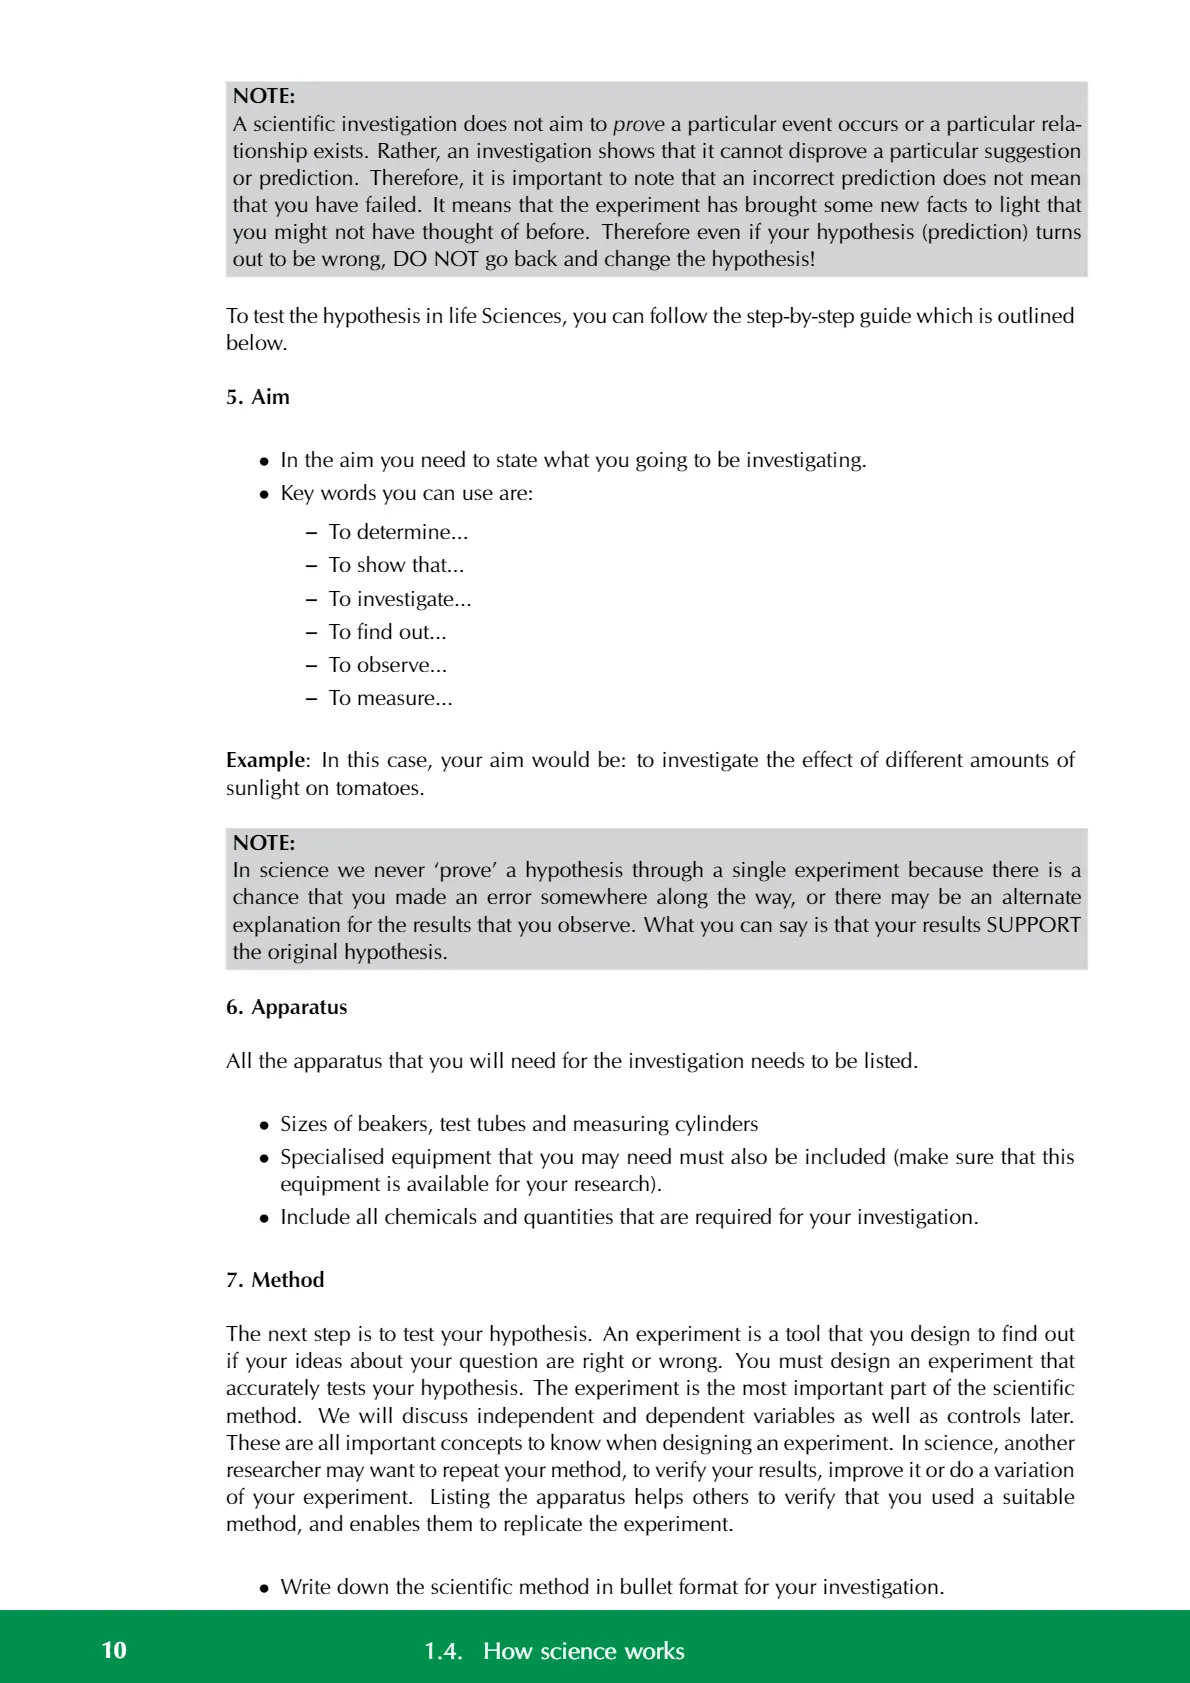 NOTE:
A scientific investigation does not aim to prove a particular event occurs or a particular rela-
tionship exists. Rather, an investigation shows that it cannot disprove a particular suggestion
or prediction. Therefore, it is important to note that an incorrect prediction does not mean
that you have failed. It means that the experiment has brought some new facts to light that
you might not have thought of before. Therefore even if your hypothesis (prediction) turns
out to be wrong, DO NOT go back and change the hypothesis!
To test the hypothesis in life Sciences, you can follow the step-by-step guide which is outlined
below.
5. Aim
• In the aim you need to state what you going to be investigating.
• Key words you can use are:
– To determine...
– To show that...
– To investigate...
– To find out...
– To observe...
– To measure...
Example: In this case, your aim would be: to investigate the effect of different amounts of
sunlight on tomatoes.
NOTE:
In science we never ‘prove’ a hypothesis through a single experiment because there is a
chance that you made an error somewhere along the way, or there may be an alternate
explanation for the results that you observe. What you can say is that your results SUPPORT
the original hypothesis.
6. Apparatus
All the apparatus that you will need for the investigation needs to be listed.
• Sizes of beakers, test tubes and measuring cylinders
• Specialised equipment that you may need must also be included (make sure that this
equipment is available for your research).
• Include all chemicals and quantities that are required for your investigation.
7. Method
The next step is to test your hypothesis. An experiment is a tool that you design to find out
if your ideas about your question are right or wrong. You must design an experiment that
accurately tests your hypothesis. The experiment is the most important part of the scientific
method. We will discuss independent and dependent variables as well as controls later.
These are all important concepts to know when designing an experiment. In science, another
researcher may want to repeat your method, to verify your results, improve it or do a variation
of your experiment. Listing the apparatus helps others to verify that you used a suitable
method, and enables them to replicate the experiment.
• Write down the scientific method in bullet format for your investigation.
10 1.4. How science works